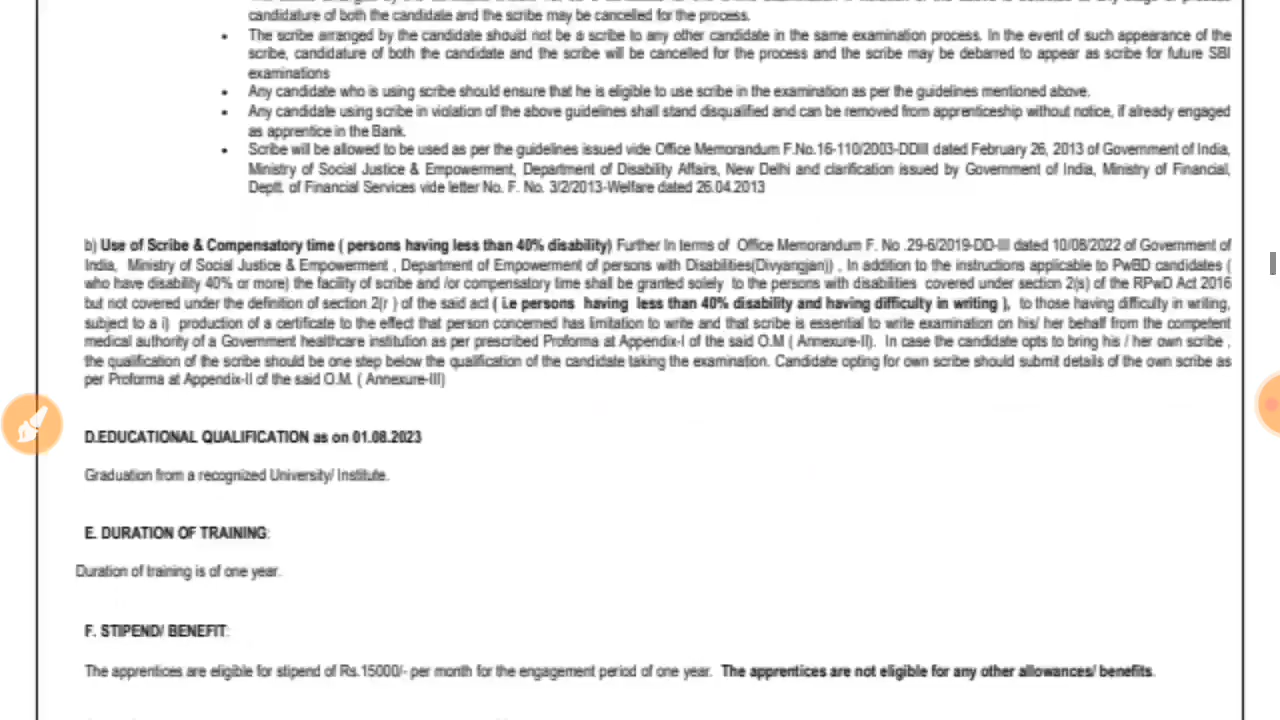 candidature of both the candidate and the scribe may be cancelled for the process.
• The scribe arranged by the candidate should not be a scribe to any other candidate in the same examination process. In the event of such appearance of the
scribe, candidature of both the candidate and the scribe will be cancelled for the process and the scribe may be debarred to appear as scribe for future SBI
examinations
• Any candidate who is using scribe should ensure that he is eligible to use scribe in the examination as per the guidelines mentioned above.
• Any candidate using scribe in violation of the above guidelines shall stand disqualified and can be removed from apprenticeship without notice, if already engaged
as apprentice in the Bank.
• Scribe will be allowed to be used as per the guidelines issued vide Office Memorandum F.No.16-110/2003-DDIII dated February 26, 2013 of Government of India,
Ministry of Social Justice & Empowerment, Department of Disability Affairs, New Delhi and clarification issued by Government of India, Ministry of Financial,
Deptt. of Financial Services vide letter No. F. No. 3/2/2013-Welfare dated 26.04.2013
b) Use of Scribe & Compensatory time ( persons having less than 40% disability) Further In terms of Office Memorandum F. No .29-6/2019-DD-III dated 10/08/2022 of Government of
India, Ministry of Social Justice & Empowerment , Department of Empowerment of persons with Disabilities(Divyangjan)) , In addition to the instructions applicable to PwBD candidates (
who have disability 40% or more) the facility of scribe and /or compensatory time shall be granted solely to the persons with disabilities covered under section 2(s) of the RPwD Act 2016
but not covered under the definition of section 2(r ) of the said act ( i.e persons having less than 40% disability and having difficulty in writing ), to those having difficulty in writing,
subject to a i) production of a certificate to the effect that person concerned has limitation to write and that scribe is essential to write examination on his/ her behalf from the competent
medical authority of a Government healthcare institution as per prescribed Proforma at Appendix-I of the said O.M ( Annexure-II). In case the candidate opts to bring his / her own scribe ,
the qualification of the scribe should be one step below the qualification of the candidate taking the examination. Candidate opting for own scribe should submit details of the own scribe as
per Proforma at Appendix-II of the said O.M. ( Annexure-III)
D.EDUCATIONAL QUALIFICATION as on 01.08.2023
Graduation from a recognized University/ Institute.
E. DURATION OF TRAINING:
Duration of training is of one year.
F. STIPEND/ BENEFIT:
The apprentices are eligible for stipend of Rs.15000/- per month for the engagement period of one year. The apprentices are not eligible for any other allowances/ benefits.